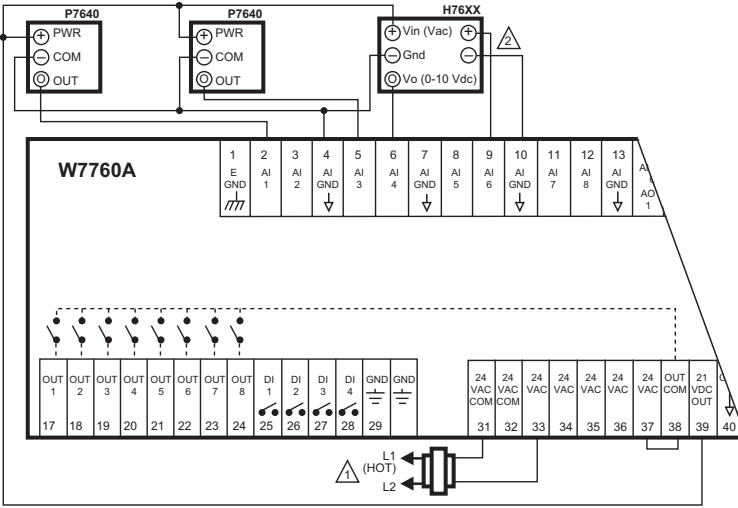 P7640
P7640
H76XX
PWR
COM
OUT
PWR
COM
OUT
Vin (Vac)
Gnd
Vo (0-10 Vdc)
2
W7760A
1 2 3 4 5 6 7 8 9 10 11 12 13
E GND
AI 1
AI 2
AI GND
AI 3
AI 4
AI GND
AI 5
AI 6
AI GND
AI 7
AI 8
AI GND
AO 1
OUT 1
OUT 2
OUT 3
OUT 4
OUT 5
OUT 6
OUT 7
OUT 8
DI 1
DI 2
DI 3
DI 4
GND
GND
17 18 19 20 21 22 23 24 25 26 27 28 29
24 VAC COM
24 VAC COM
24 VAC
24 VAC
24 VAC
24 VAC
24 VAC
OUT COM
21 VDC OUT
31 32 33 34 35 36 37 38 39 40
1
L1
(HOT)
L2